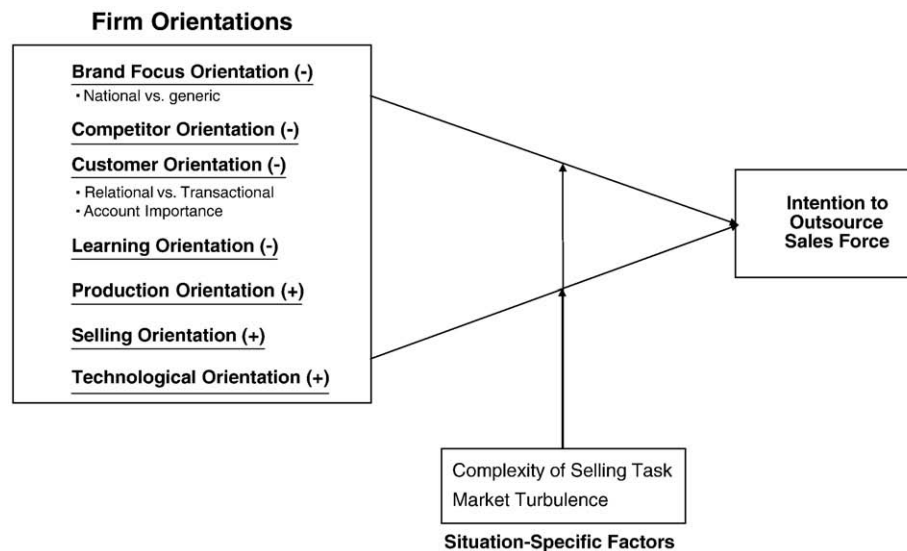 Firm Orientations
Brand Focus Orientation (-)
• National vs. generic
Competitor Orientation (-)
Customer Orientation (-)
• Relational vs. Transactional
• Account Importance
Learning Orientation (-)
Production Orientation (+)
Selling Orientation (+)
Technological Orientation (+)
Intention to
Outsource
Sales Force
Complexity of Selling Task
Market Turbulence
Situation-Specific Factors